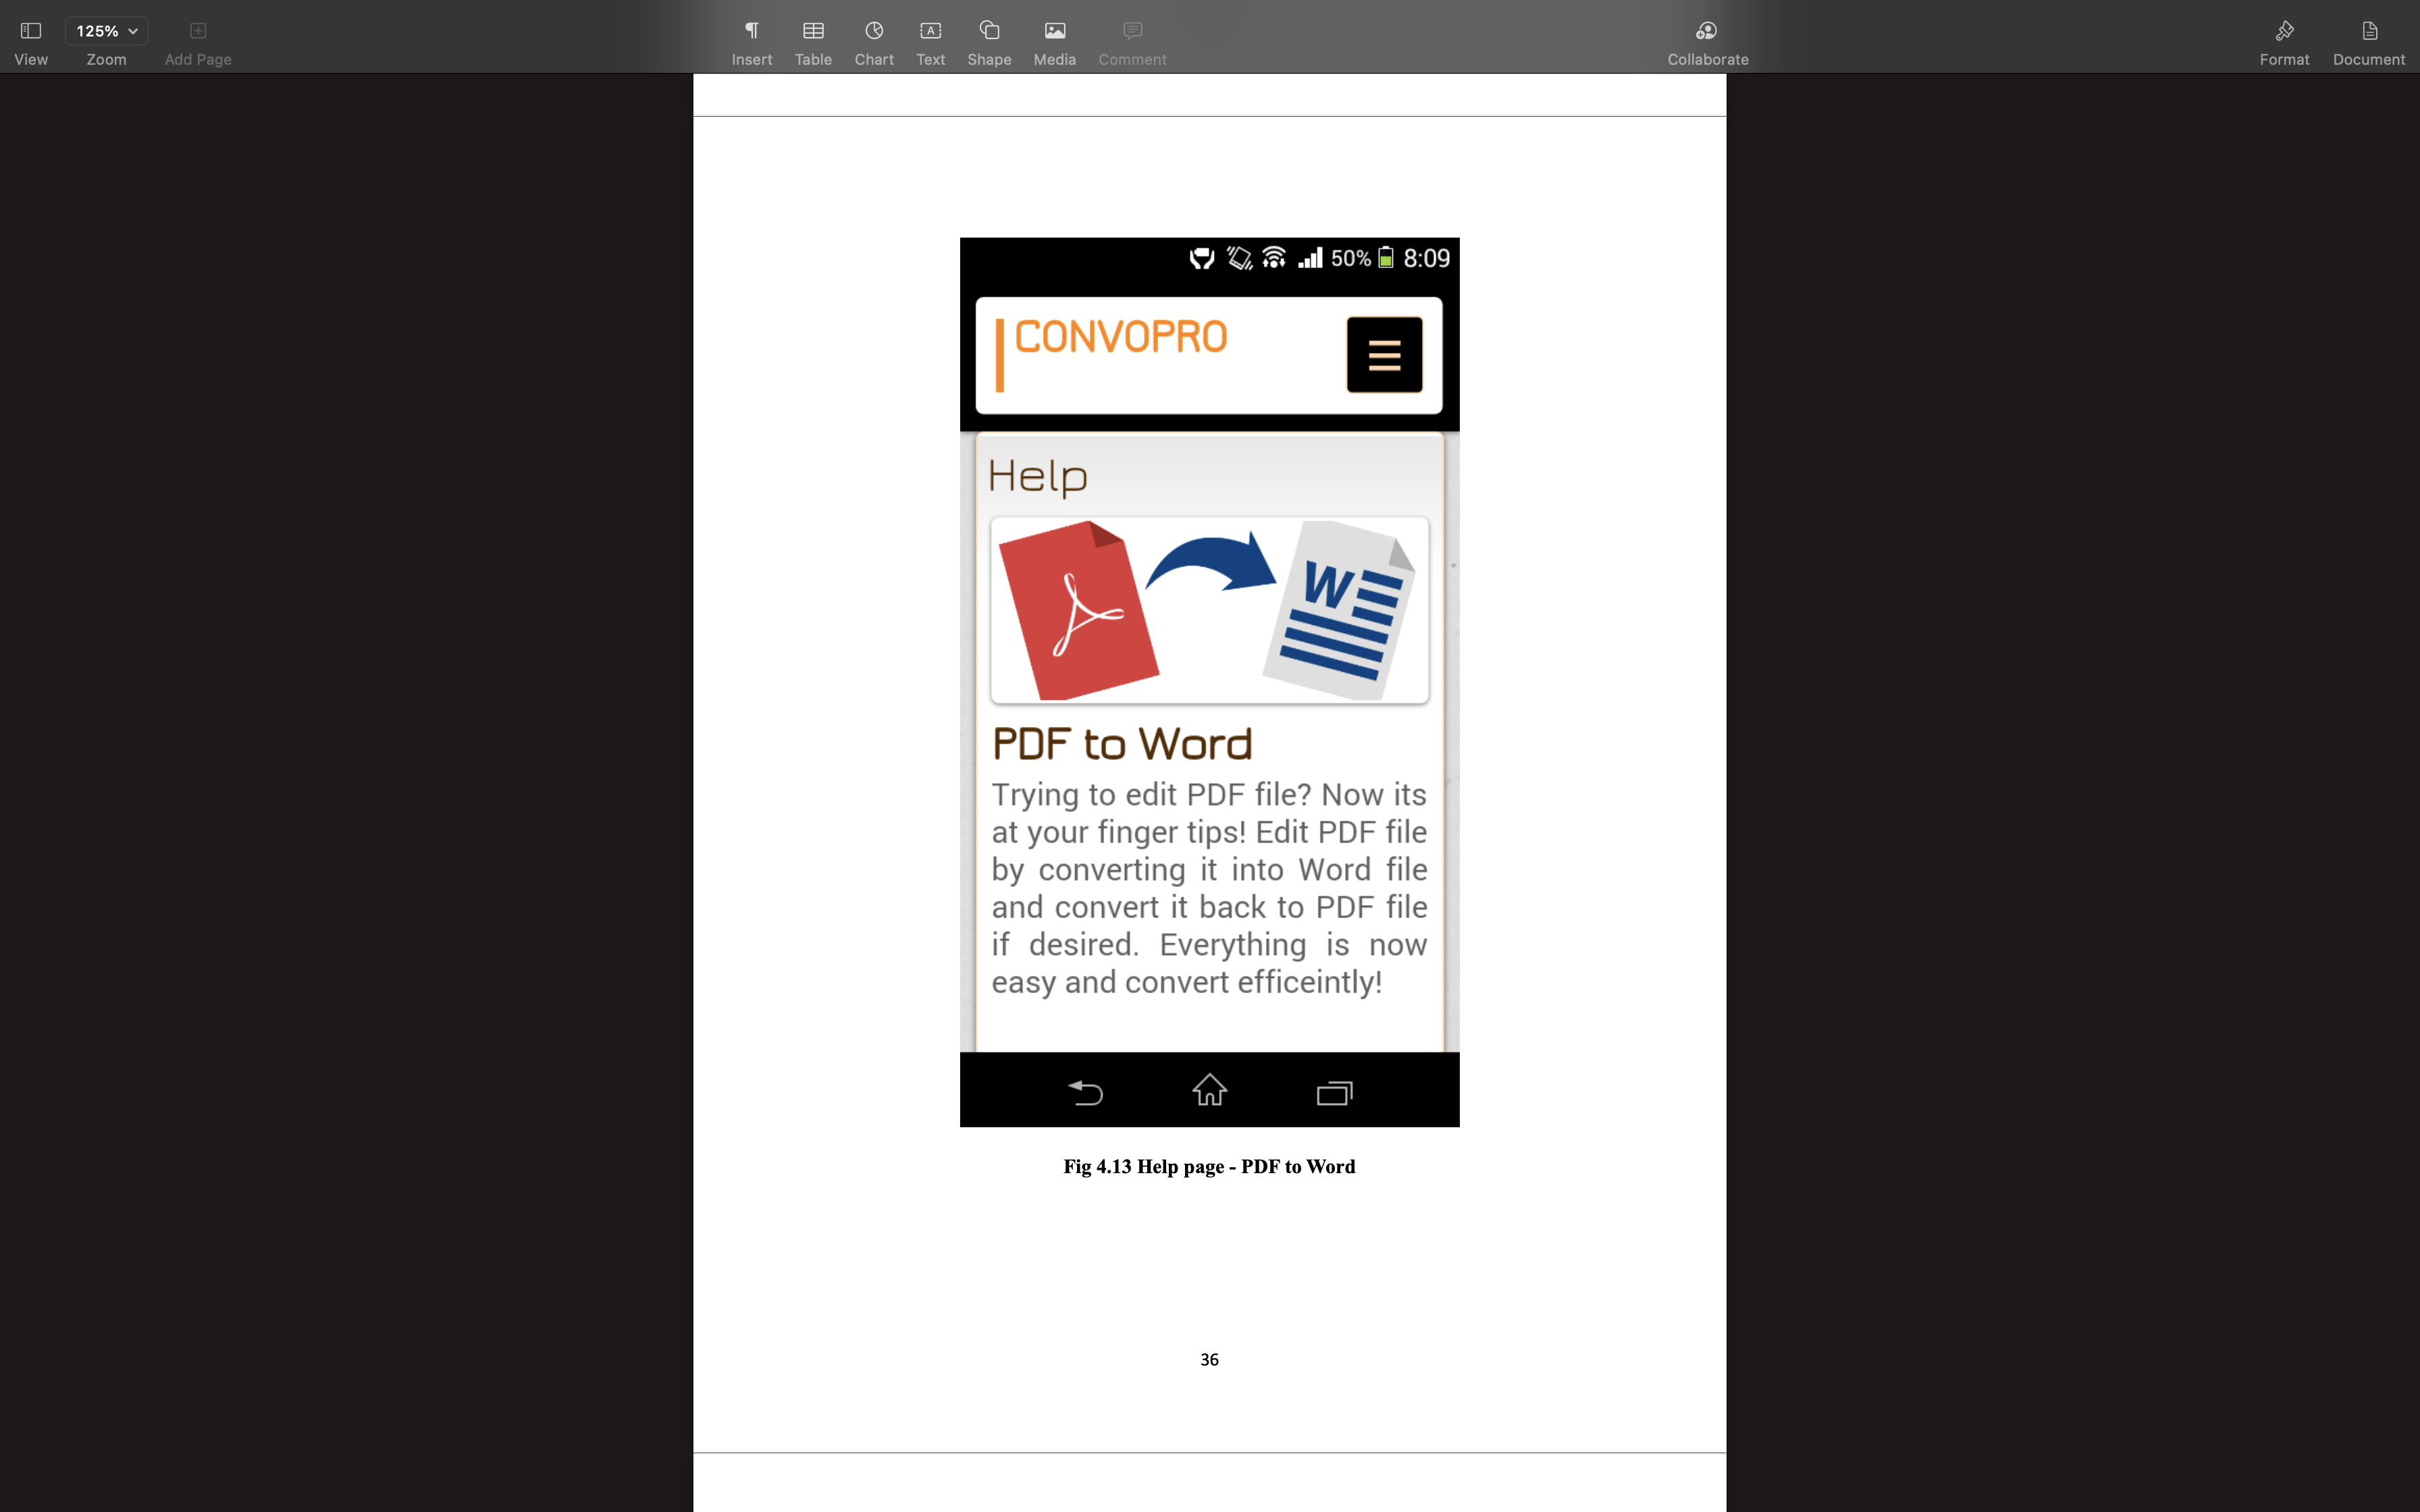 125%
View
Zoom
Add Page
Insert
Table
Chart
Text
Shape
Media
Comment
Collaborate
Format
Document
50% 8:09
CONVOPRO
Help
W
PDF to Word
Trying to edit PDF file? Now its
at your finger tips! Edit PDF file
by converting it into Word file
and convert it back to PDF file
if desired. Everything is now
easy and convert efficeintly!
Fig 4.13 Help page - PDF to Word
36